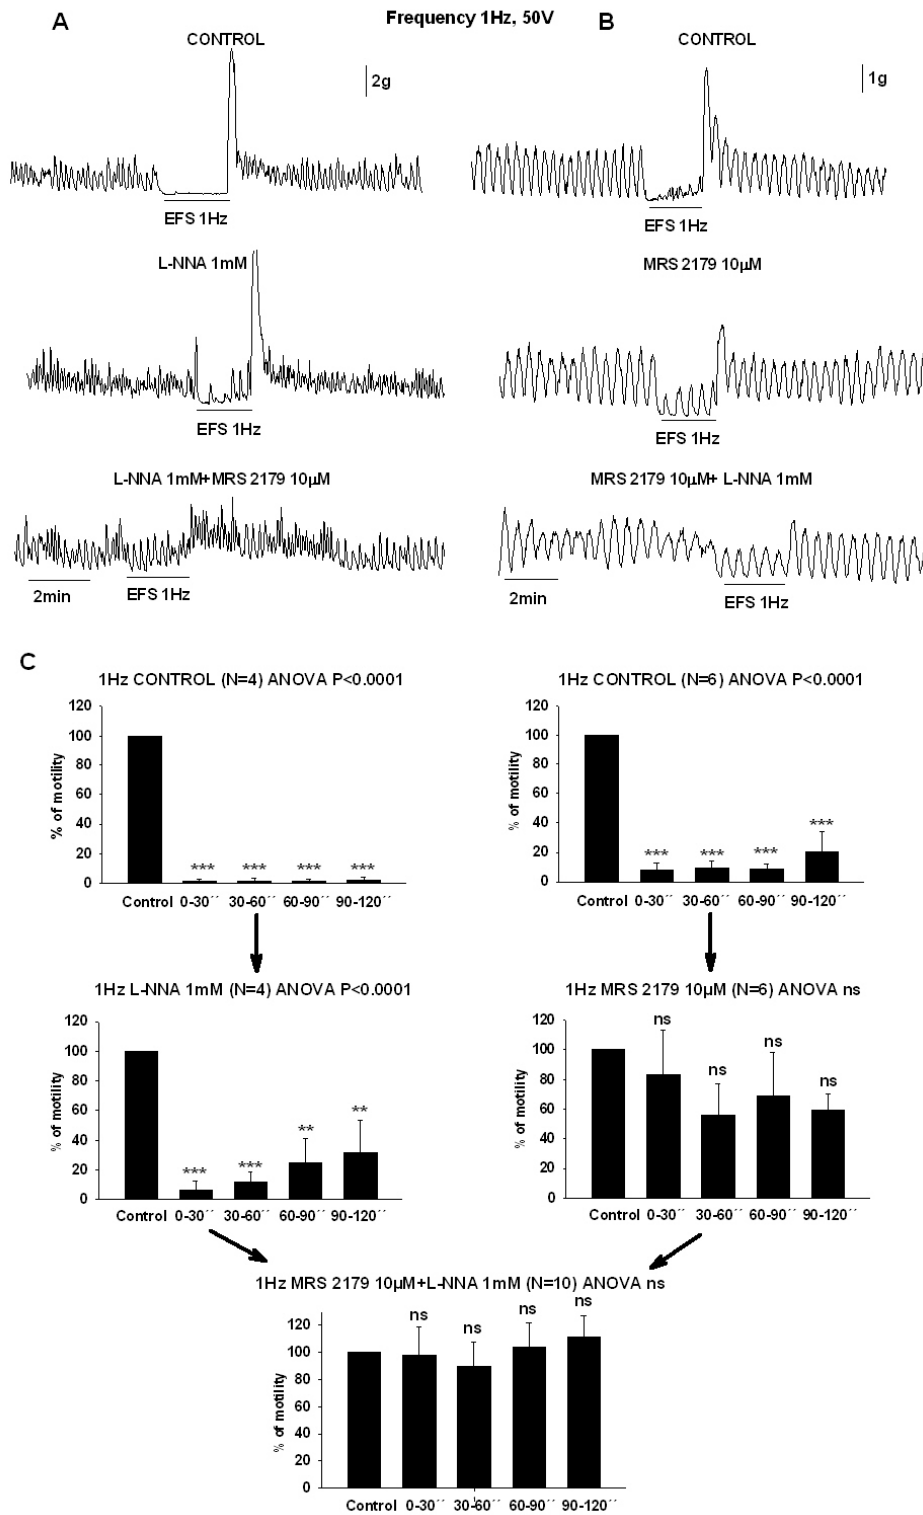 A
Frequency 1Hz, 50V
B
CONTROL
2g
EFS 1Hz
CONTROL
1g
EFS 1Hz
L-NNA 1mM
EFS 1Hz
MRS 2179 10µM
EFS 1Hz
L-NNA 1mM+MRS 2179 10µM
2min
EFS 1Hz
MRS 2179 10µM+ L-NNA 1mM
2min
EFS 1Hz
C
1Hz CONTROL (N=4) ANOVA P<0.0001
% of motility
120
100
80
60
40
20
0
*** *** *** ***
Control 0-30´´ 30-60´´ 60-90´´ 90-120´´
1Hz CONTROL (N=6) ANOVA P<0.0001
% of motility
120
100
80
60
40
20
0
*** *** *** ***
Control 0-30´´ 30-60´´ 60-90´´ 90-120´´
1Hz L-NNA 1mM (N=4) ANOVA P<0.0001
% of motility
120
100
80
60
40
20
0
*** *** ** **
Control 0-30´´ 30-60´´ 60-90´´ 90-120´´
1Hz MRS 2179 10µM (N=6) ANOVA ns
% of motility
120
100
80
60
40
20
0
ns ns ns ns
Control 0-30´´ 30-60´´ 60-90´´ 90-120´´
1Hz MRS 2179 10µM+L-NNA 1mM (N=10) ANOVA ns
% of motility
120
100
80
60
40
20
0
ns ns ns ns
Control 0-30´´ 30-60´´ 60-90´´ 90-120´´